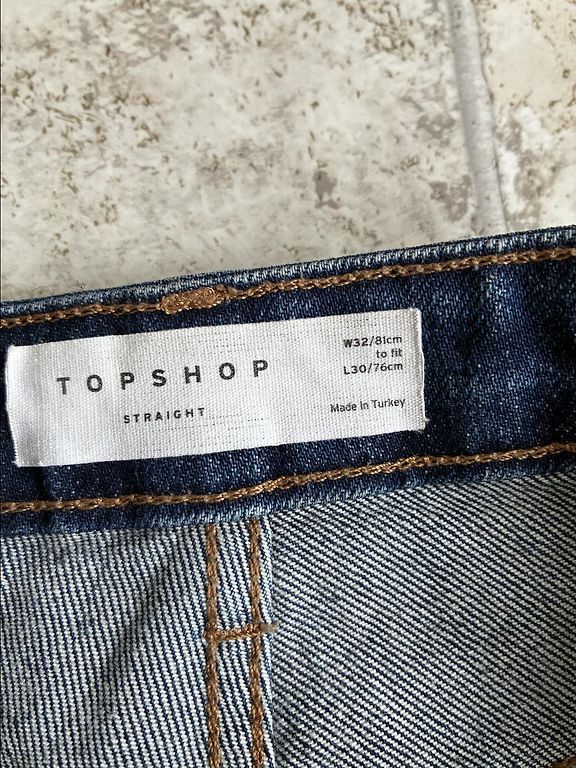 TOPSHOP
STRAIGHT
W32/81cm
to fit
L30/76cm
Made in Turkey